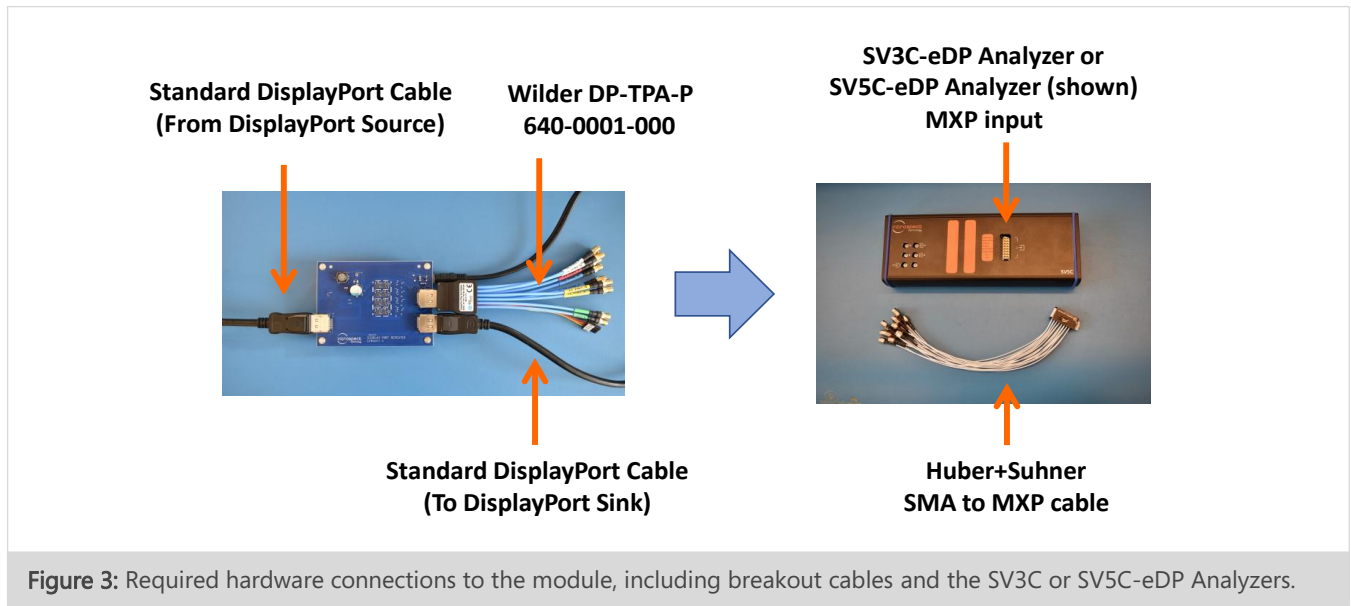 Standard DisplayPort Cable
(From DisplayPort Source)
Wilder DP-TPA-P
640-0001-000
SV3C-eDP Analyzer or
SV5C-eDP Analyzer (shown)
MXP input
SV5C
Standard DisplayPort Cable
(To DisplayPort Sink)
Huber+Suhner
SMA to MXP cable
Figure 3: Required hardware connections to the module, including breakout cables and the SV3C or SV5C-eDP Analyzers.